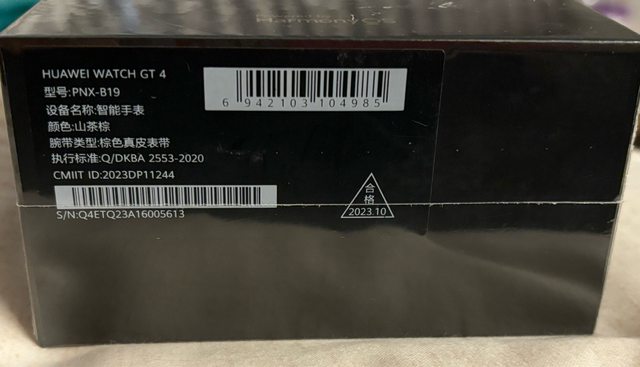 HarmonyOS
HUAWEI WATCH GT 4
型号:PNX-B19
设备名称:智能手表
颜色:山茶棕
腕带类型:棕色真皮表带
执行标准:Q/DKBA 2553-2020
CMIIT ID:2023DP11244
S/N:Q4ETQ23A16005613
6 942103 104985
合
格
2023.10